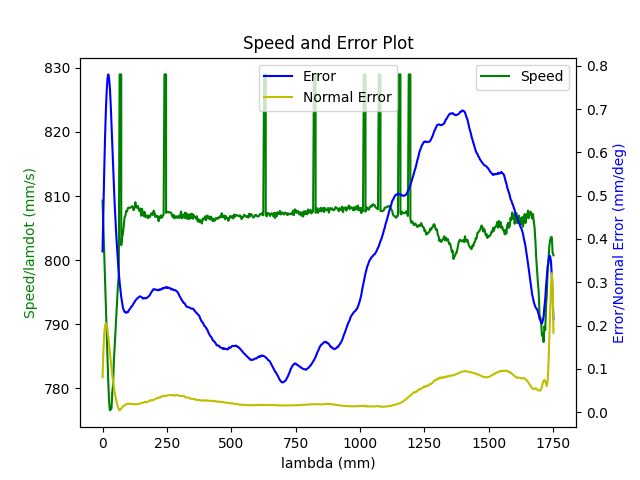 Speed and Error Plot
Error
Normal Error
Speed
830
820
810
800
790
780
Speed/lamdot (mm/s)
0.8
0.7
0.6
0.5
0.4
0.3
0.2
0.1
0.0
Error/Normal Error (mm/deg)
0 250 500 750 1000 1250 1500 1750
lambda (mm)